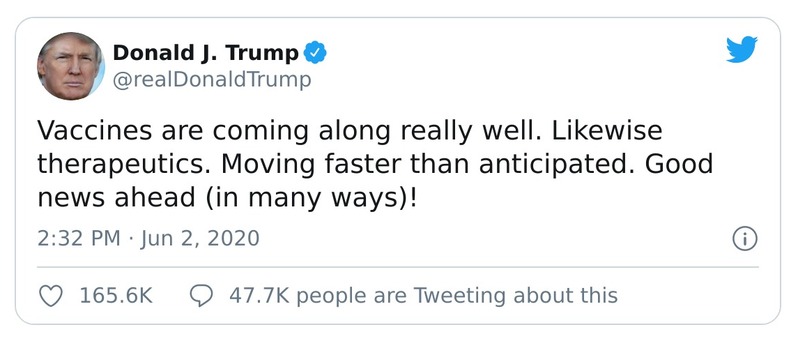 Donald J. Trump
@realDonaldTrump
Vaccines are coming along really well. Likewise
therapeutics. Moving faster than anticipated. Good
news ahead (in many ways)!
2:32 PM · Jun 2, 2020
165.6K 47.7K people are Tweeting about this